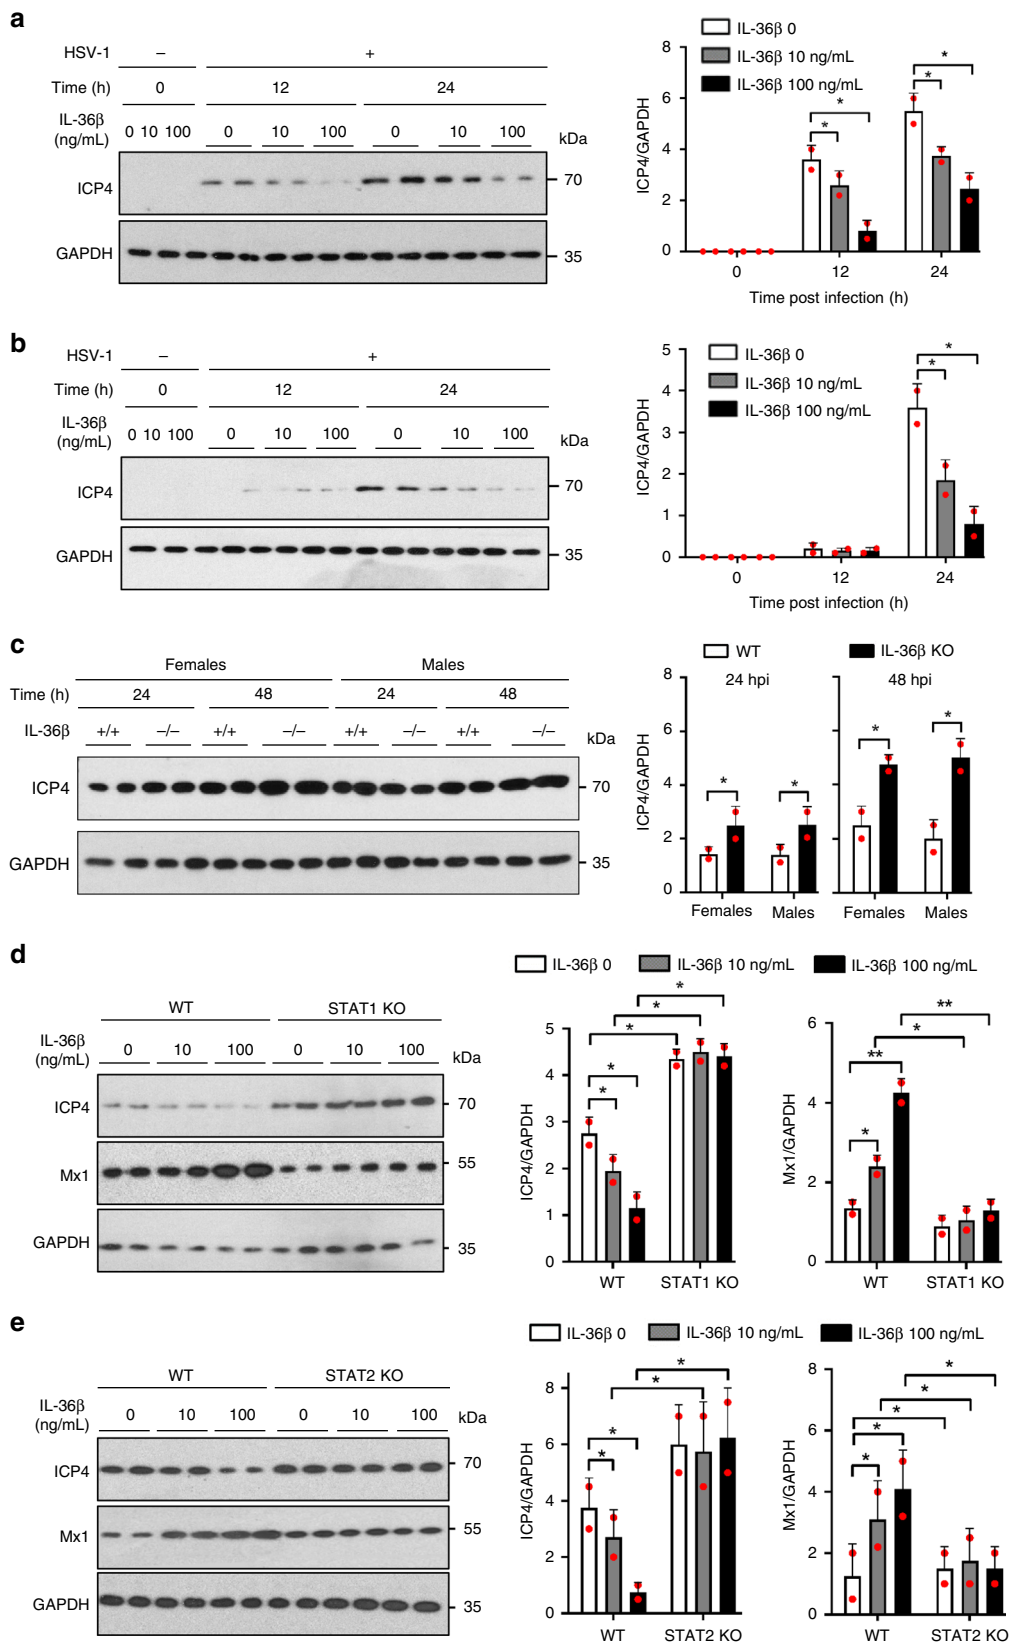 a
HSV-1 – +
Time (h) 0 12 24
IL-36β (ng/mL) 0 10 100 0 10 100 0 10 100 kDa
ICP4 70
GAPDH 35
IL-36β 0
IL-36β 10 ng/mL
IL-36β 100 ng/mL
ICP4/GAPDH
8
6
4
2
0
* * * *
0 12 24
Time post infection (h)
b
HSV-1 – +
Time (h) 0 12 24
IL-36β (ng/mL) 0 10 100 0 10 100 0 10 100 kDa
ICP4 70
GAPDH 35
IL-36β 0
IL-36β 10 ng/mL
IL-36β 100 ng/mL
ICP4/GAPDH
5
4
3
2
1
0
* *
0 12 24
Time post infection (h)
c
Females Males
Time (h) 24 48 24 48
IL-36β +/+ –/– +/+ –/– +/+ –/– +/+ –/– kDa
ICP4 70
GAPDH 35
WT IL-36β KO
24 hpi 48 hpi
ICP4/GAPDH
8
6
4
2
0
* * * *
Females Males Females Males
d
WT STAT1 KO
IL-36β (ng/mL) 0 10 100 0 10 100 kDa
ICP4 70
Mx1 55
GAPDH 35
IL-36β 0 IL-36β 10 ng/mL IL-36β 100 ng/mL
ICP4/GAPDH
5
4
3
2
1
0
* * * * *
WT STAT1 KO
Mx1/GAPDH
6
4
2
0
** * ** *
WT STAT1 KO
e
WT STAT2 KO
IL-36β (ng/mL) 0 10 100 0 10 100 kDa
ICP4 70
Mx1 55
GAPDH 35
IL-36β 0 IL-36β 10 ng/mL IL-36β 100 ng/mL
ICP4/GAPDH
8
6
4
2
0
* * * *
WT STAT2 KO
Mx1/GAPDH
8
6
4
2
0
* * * * *
WT STAT2 KO